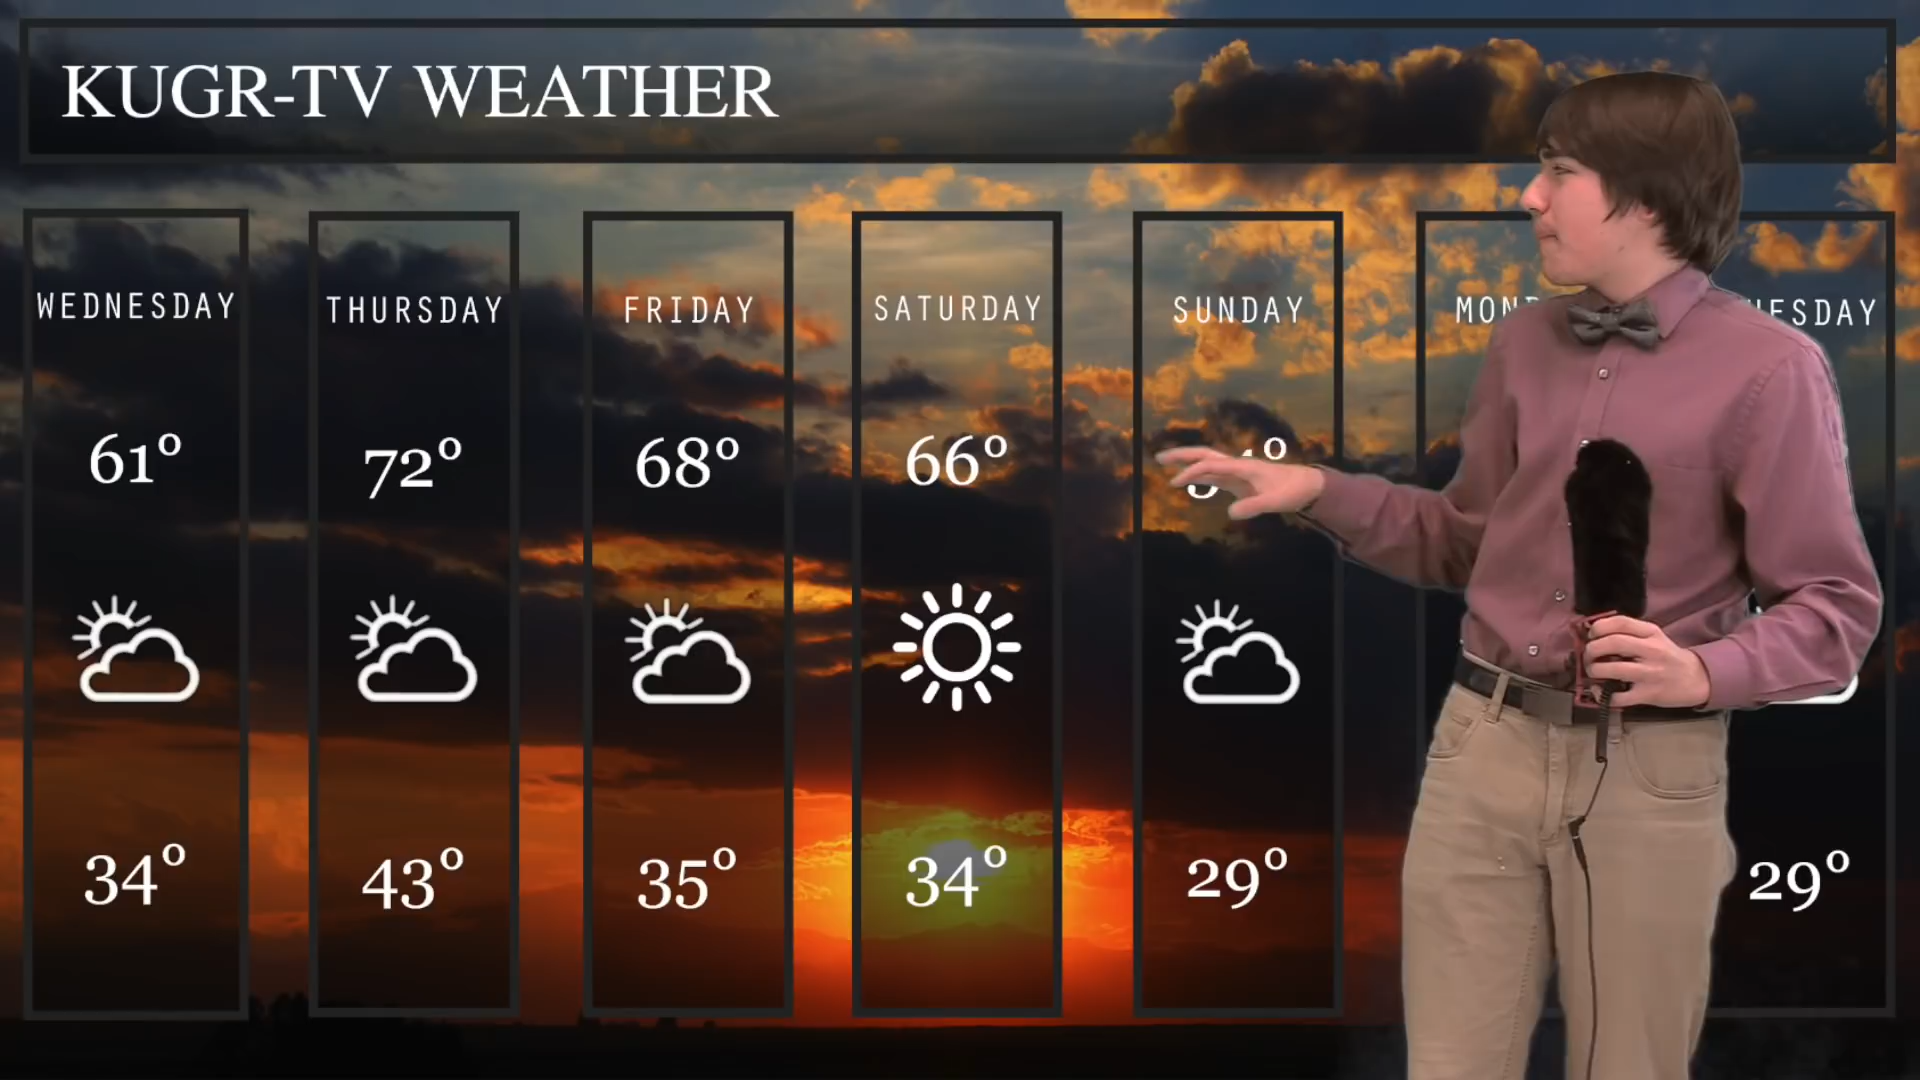 KUGR-TV WEATHER
WEDNESDAY THURSDAY FRIDAY SATURDAY SUNDAY
61° 72° 68° 66°
34° 43° 35° 34° 29° 29°